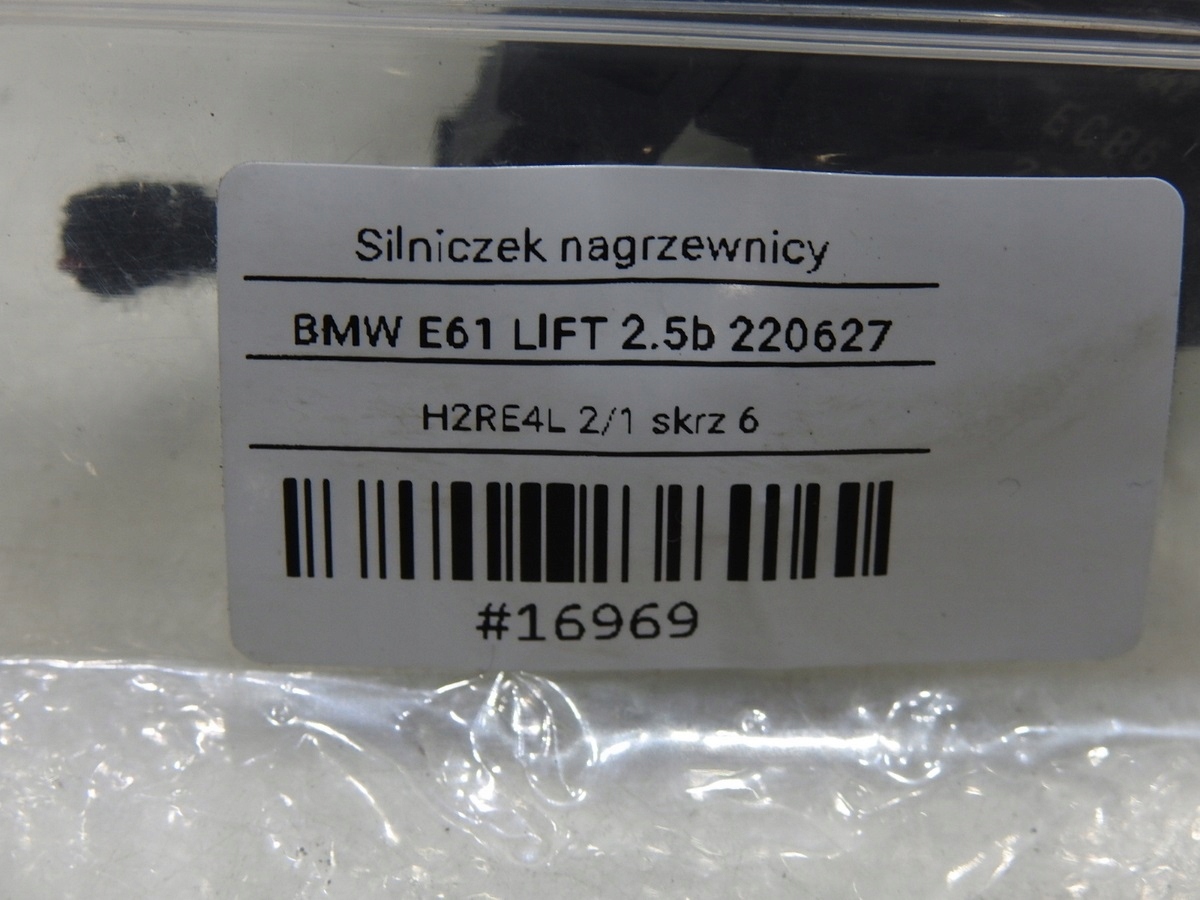 Silniczek nagrzewnicy
BMW E61 LIFT 2.5b 220627
H2RE4L 2/1 skrz 6
#16969